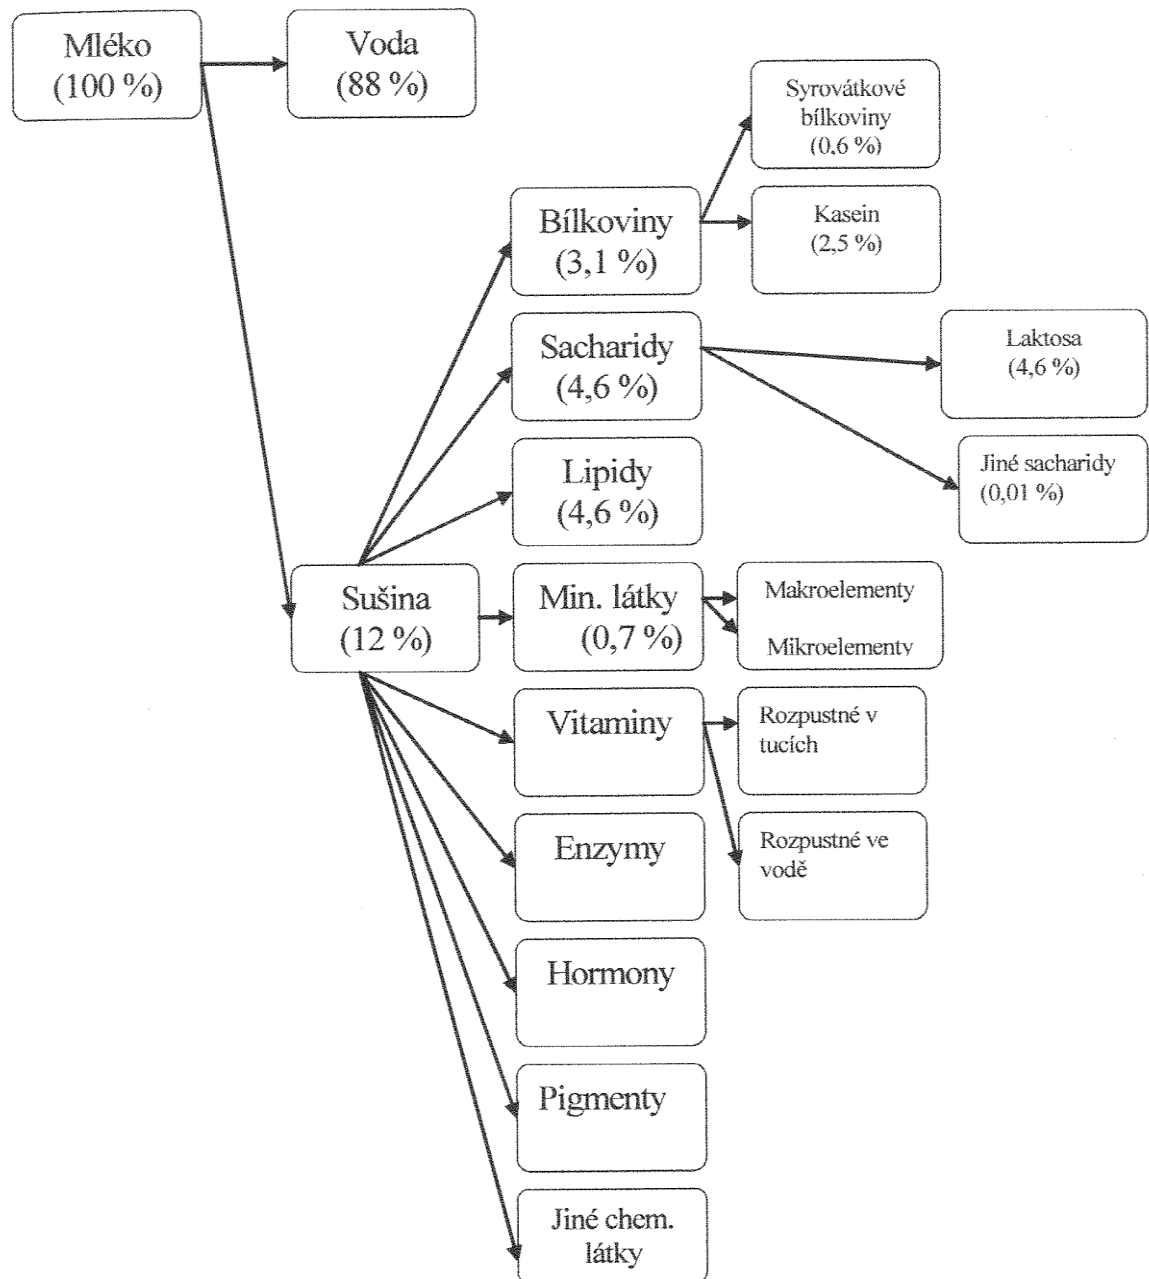 Mléko
(100 %)
Voda
(88 %)
Syrovátkové
bílkoviny
(0,6 %)
Bílkoviny
(3,1 %)
Kasein
(2,5 %)
Sacharidy
(4,6 %)
Laktosa
(4,6 %)
Jiné sacharidy
(0,01 %)
Lipidy
(4,6 %)
Sušina
(12 %)
Min. látky
(0,7 %)
Makroelementy
Mikroelementy
Vitaminy
Rozpustné v
tucích
Rozpustné ve
vodě
Enzymy
Hormony
Pigmenty
Jiné chem.
látky